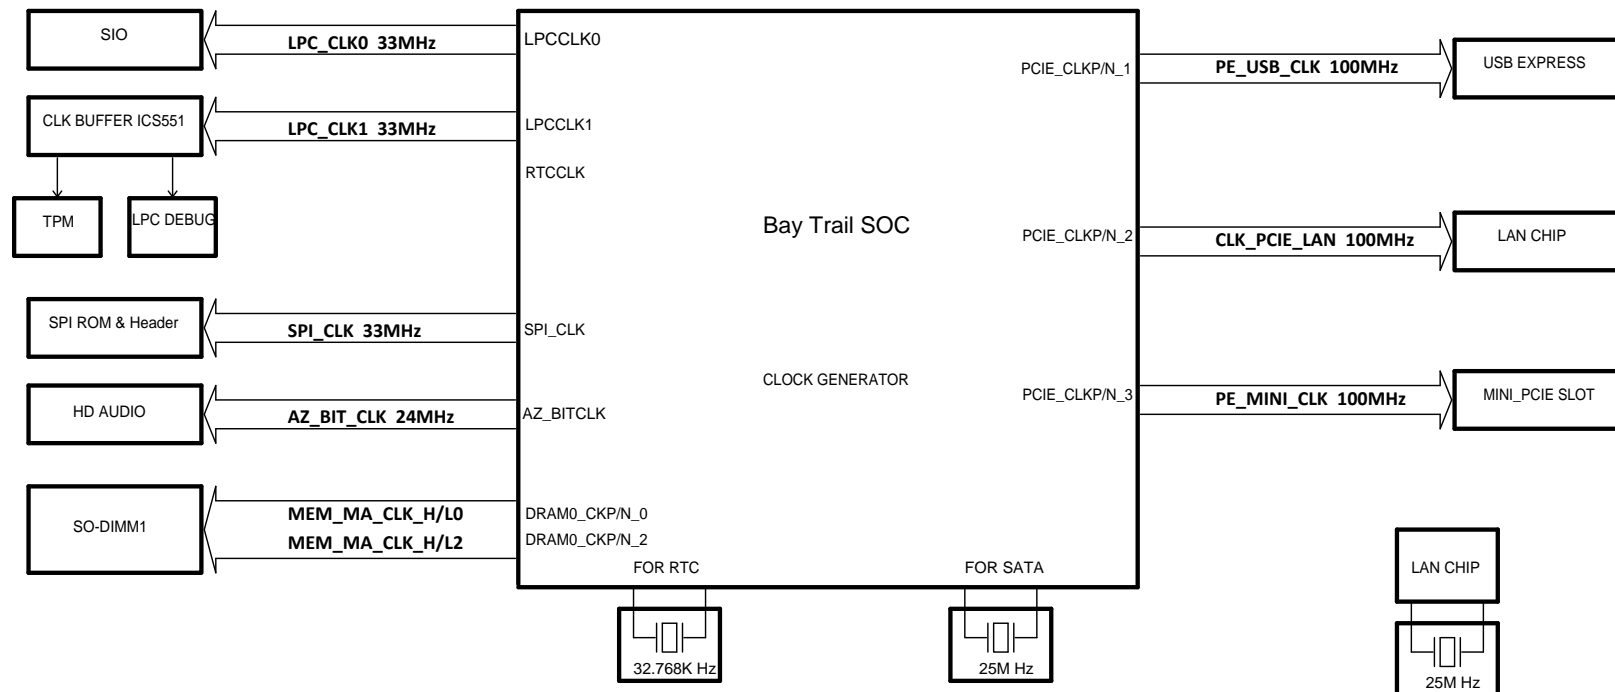 SIO
LPC_CLK0 33MHz
LPCCLK0
PCIE_CLKP/N_1
PE_USB_CLK 100MHz
USB EXPRESS
CLK BUFFER ICS551
LPC_CLK1 33MHz
LPCCLK1
RTCCLK
TPM
LPC DEBUG
Bay Trail SOC
PCIE_CLKP/N_2
CLK_PCIE_LAN 100MHz
LAN CHIP
SPI ROM & Header
SPI_CLK 33MHz
SPI_CLK
CLOCK GENERATOR
HD AUDIO
AZ_BIT_CLK 24MHz
AZ_BITCLK
PCIE_CLKP/N_3
PE_MINI_CLK 100MHz
MINI_PCIE SLOT
SO-DIMM1
MEM_MA_CLK_H/L0
DRAM0_CKP/N_0
MEM_MA_CLK_H/L2
DRAM0_CKP/N_2
FOR RTC
FOR SATA
LAN CHIP
32.768K Hz
25M Hz
25M Hz